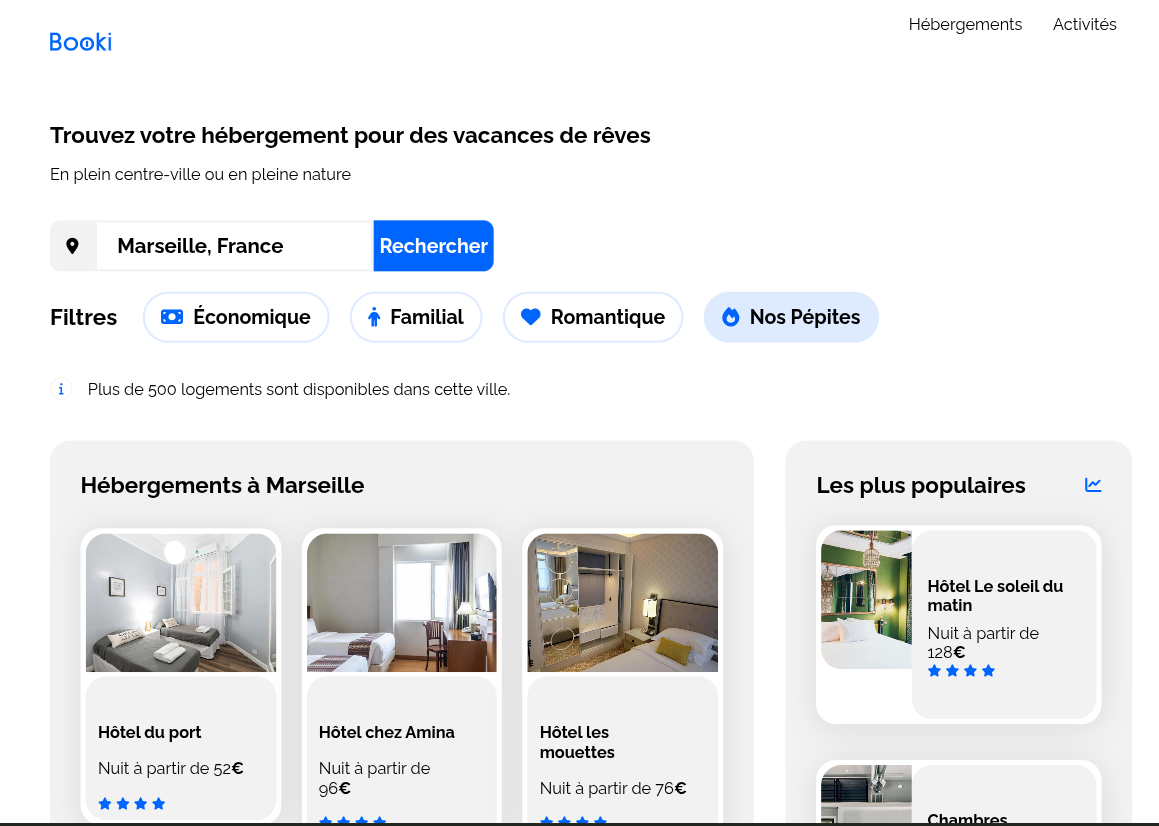 Booki
Hébergements
Activités
Trouvez votre hébergement pour des vacances de rêves
En plein centre-ville ou en pleine nature
Marseille, France
Rechercher
Filtres
Économique
Familial
Romantique
Nos Pépites
Plus de 500 logements sont disponibles dans cette ville.
Hébergements à Marseille
Hôtel du port
Nuit à partir de 52€
Hôtel chez Amina
Nuit à partir de
96€
Hôtel les
mouettes
Nuit à partir de 76€
Les plus populaires
Hôtel Le soleil du
matin
Nuit à partir de
128€
Chambres